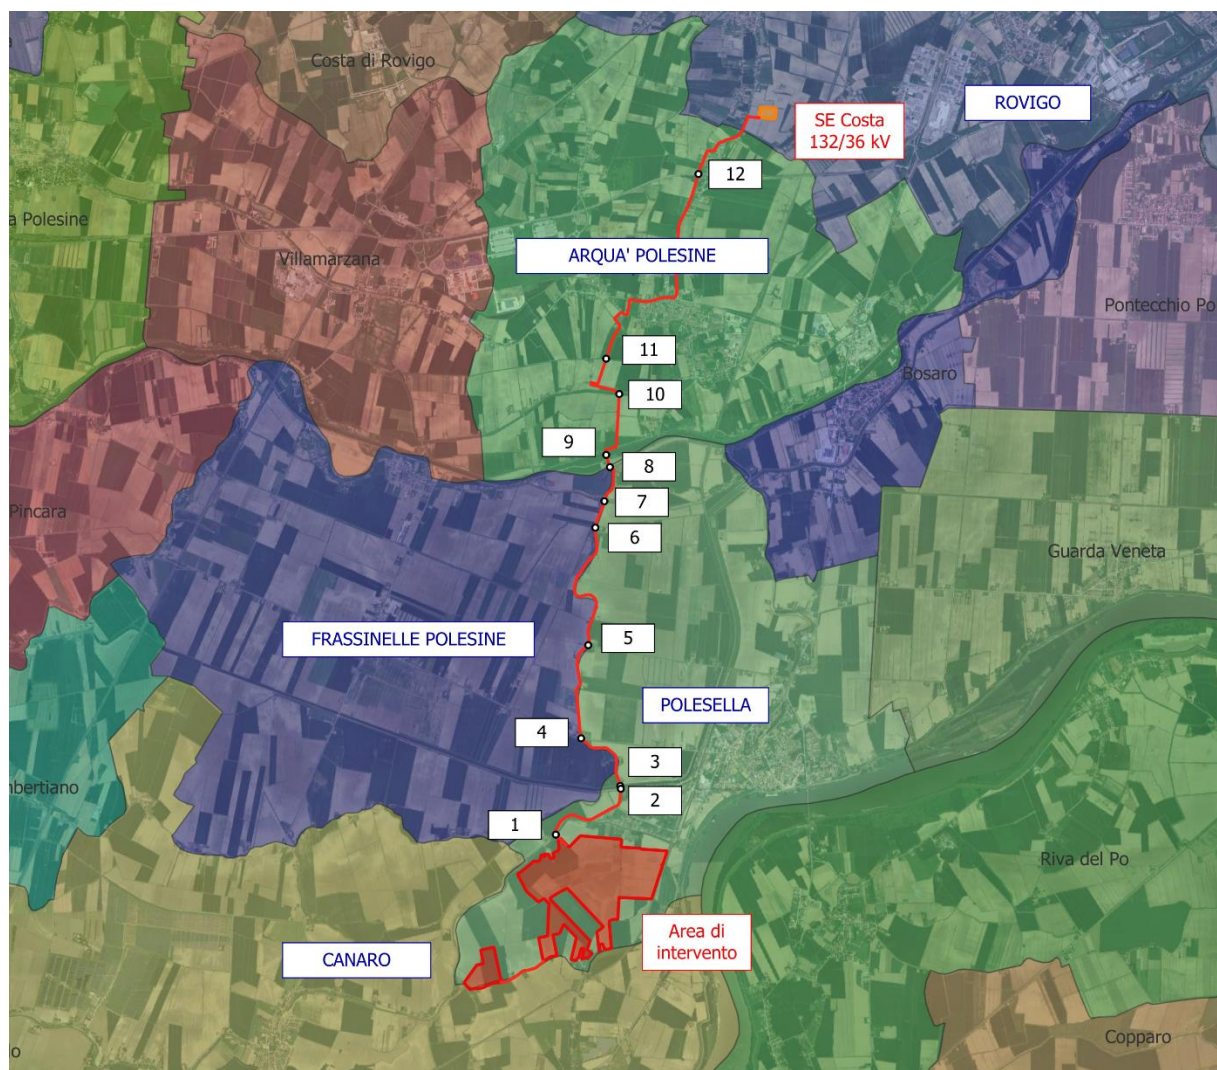 Costa di Rovigo
ROVIGO
SE Costa
132/36 kV
12
a Polesine
ARQUA' POLESINE
Villamarzana
Pontecchio Po
11
Bosaro
10
9
8
7
Pincara
6
Guarda Veneta
FRASSINELLE POLESINE
5
POLESELLA
4
3
mbertiano
2
1
Riva del Po
Area di
intervento
CANARO
Copparo
o